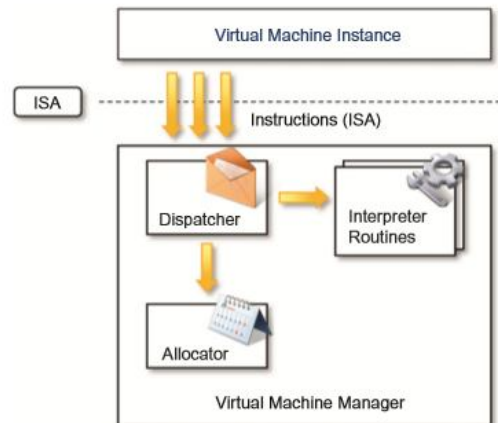 Virtual Machine Instance
ISA
Instructions (ISA)
Dispatcher
Interpreter
Routines
Allocator
Virtual Machine Manager